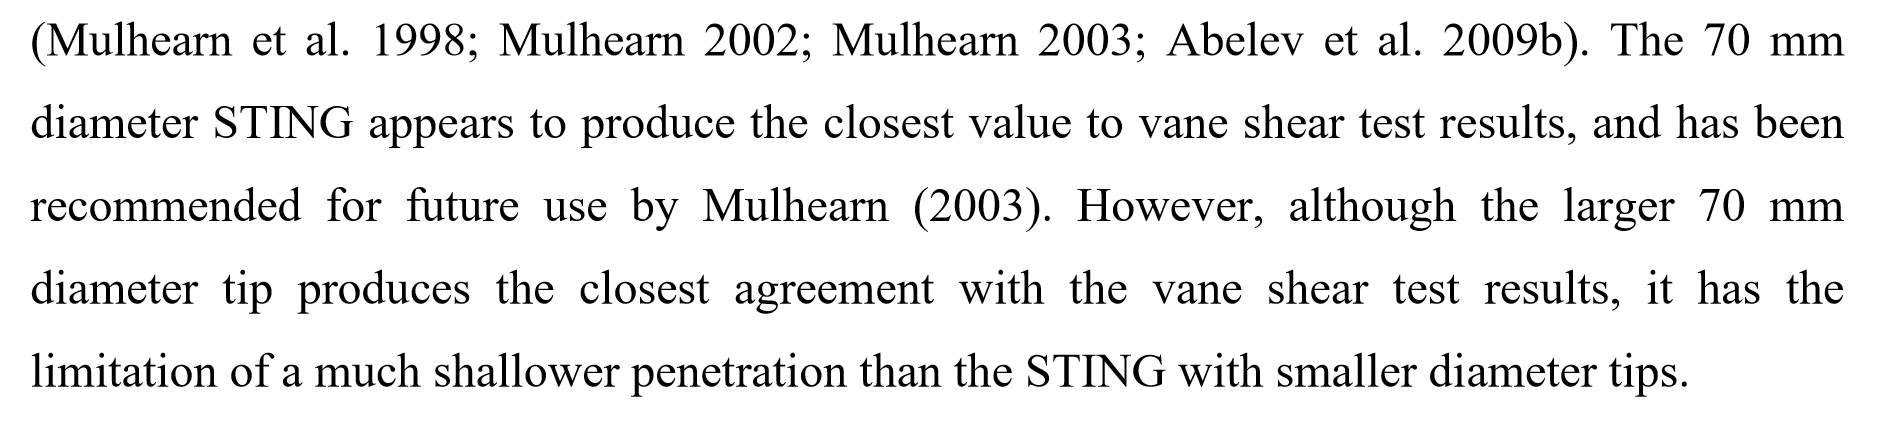 (Mulhearn et al. 1998; Mulhearn 2002; Mulhearn 2003; Abelev et al. 2009b). The 70 mm
diameter STING appears to produce the closest value to vane shear test results, and has been
recommended for future use by Mulhearn (2003). However, although the larger 70 mm
diameter tip produces the closest agreement with the vane shear test results, it has the
limitation of a much shallower penetration than the STING with smaller diameter tips.